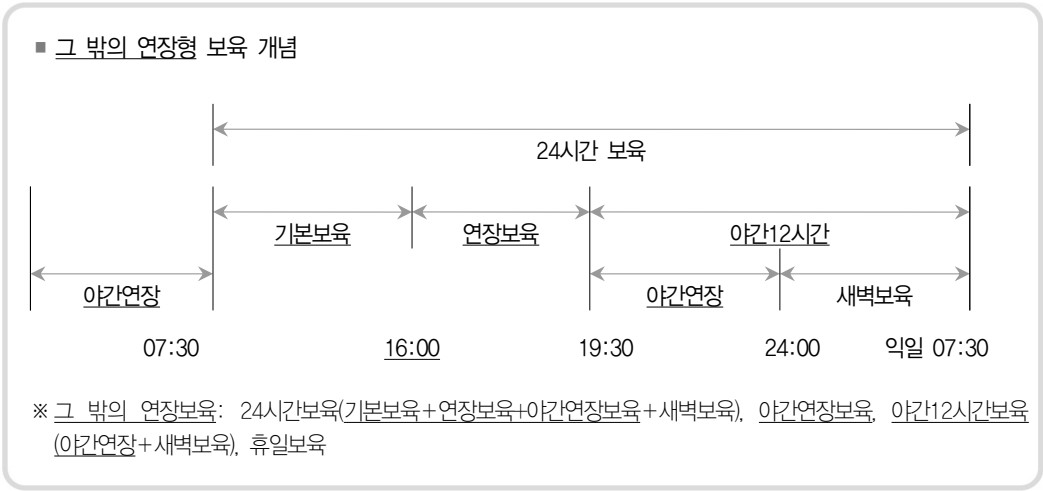 ■ 그 밖의 연장형 보육 개념
24시간 보육
기본보육 연장보육 야간12시간
야간연장 야간연장 새벽보육
07:30 16:00 19:30 24:00 익일 07:30
※ 그 밖의 연장보육: 24시간보육(기본보육+연장보육+야간연장보육+새벽보육), 야간연장보육, 야간12시간보육
(야간연장+새벽보육), 휴일보육